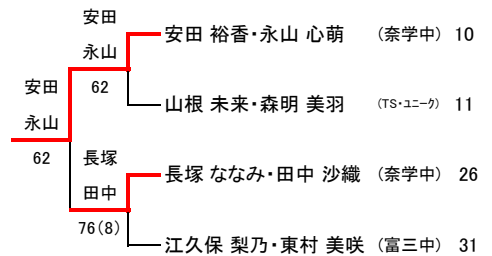 安田
永山
62
安田
永山
62
長塚
田中
76(8)
安田 裕香・永山 心萌 (奈学中) 10
山根 未来・森明 美羽 (TS・ユニーク) 11
長塚 ななみ・田中 沙織 (奈学中) 26
江久保 梨乃・東村 美咲 (富三中) 31